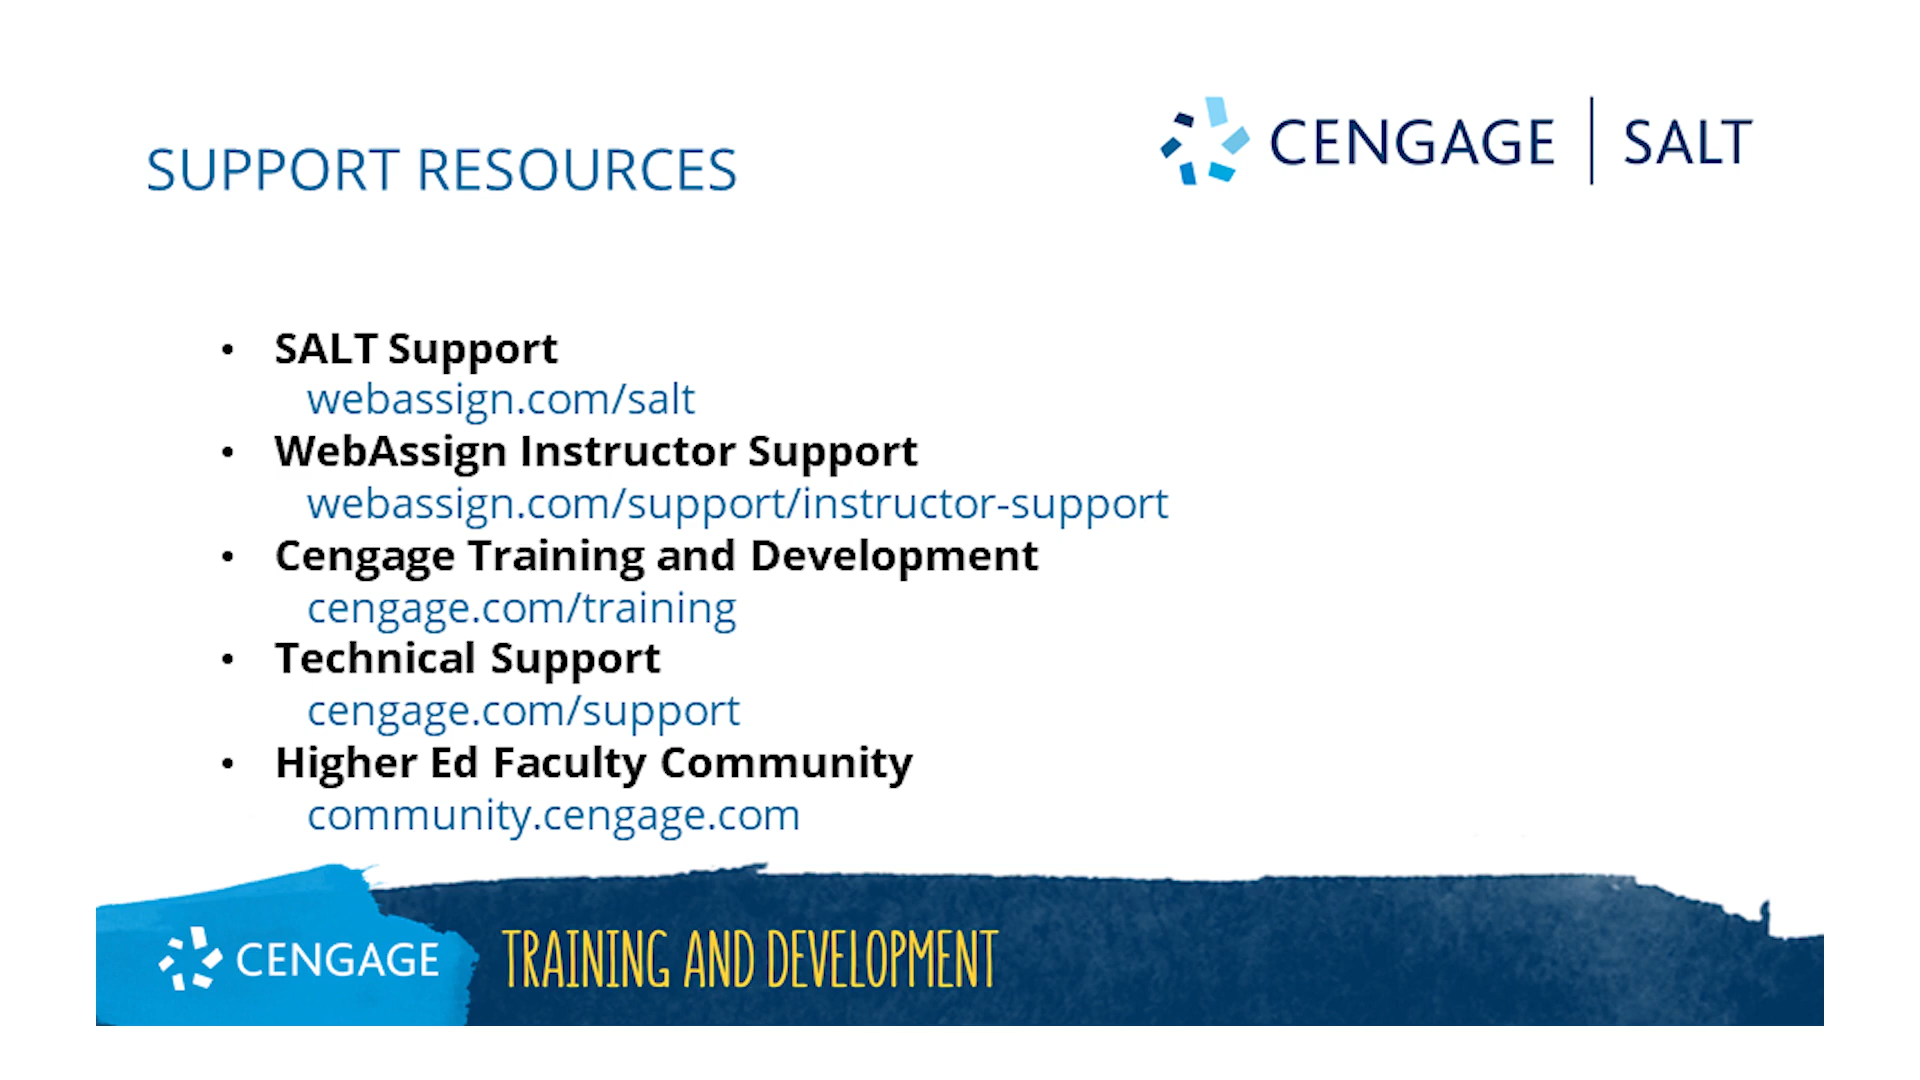 SUPPORT RESOURCES
CENGAGE | SALT
• SALT Support
webassign.com/salt
• WebAssign Instructor Support
webassign.com/support/instructor-support
• Cengage Training and Development
cengage.com/training
• Technical Support
cengage.com/support
• Higher Ed Faculty Community
community.cengage.com
CENGAGE TRAINING AND DEVELOPMENT